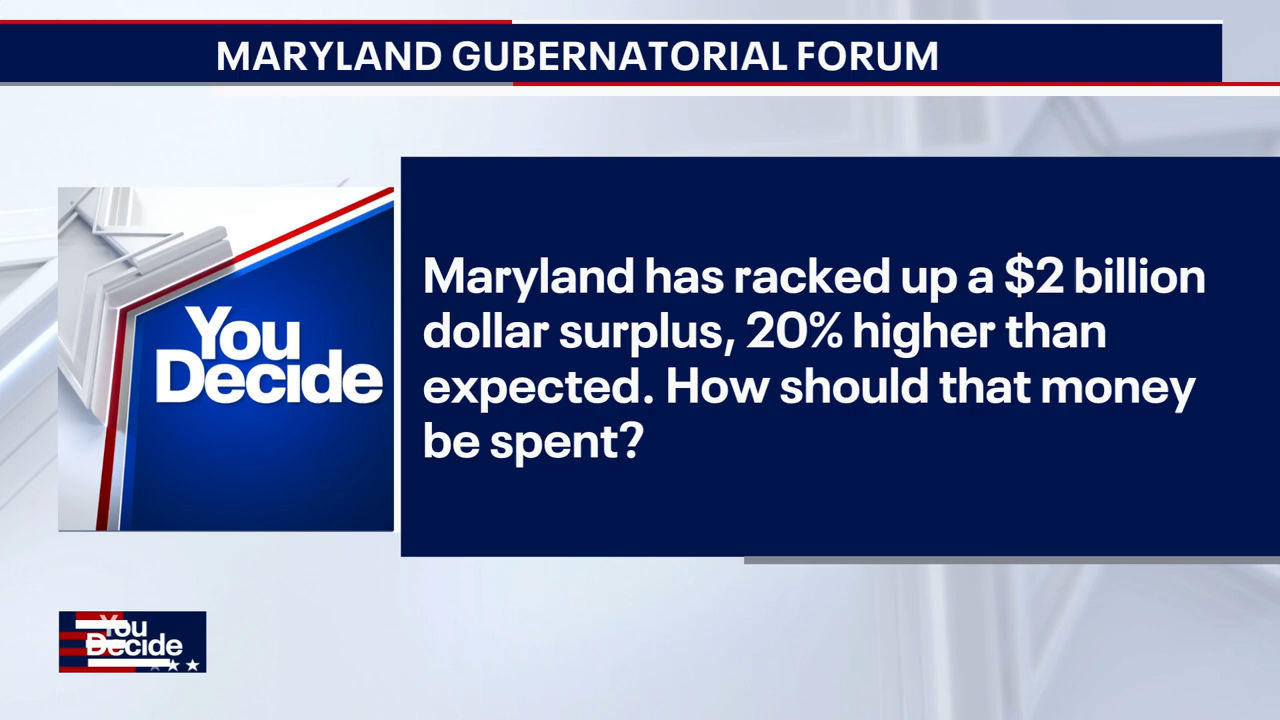 MARYLAND GUBERNATORIAL FORUM
You
Decide
Maryland has racked up a $2 billion
dollar surplus, 20% higher than
expected. How should that money
be spent?
You
Decide